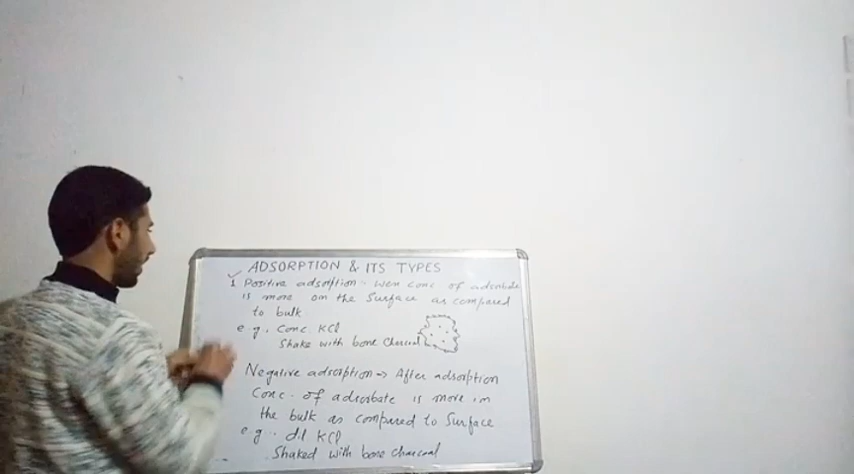 ADSORPTION & ITS TYPES
1 Positive adsorption : wen conc of adsorbate
is more on the surface as compared
to bulk
e.g., Conc. KCl
Shake with bone Charcoal
Negative adsorption => After adsorption
Conc. of adsorbate is more in
the bulk as compared to Surface
e.g. dil KCl
Shaked with bone charcoal